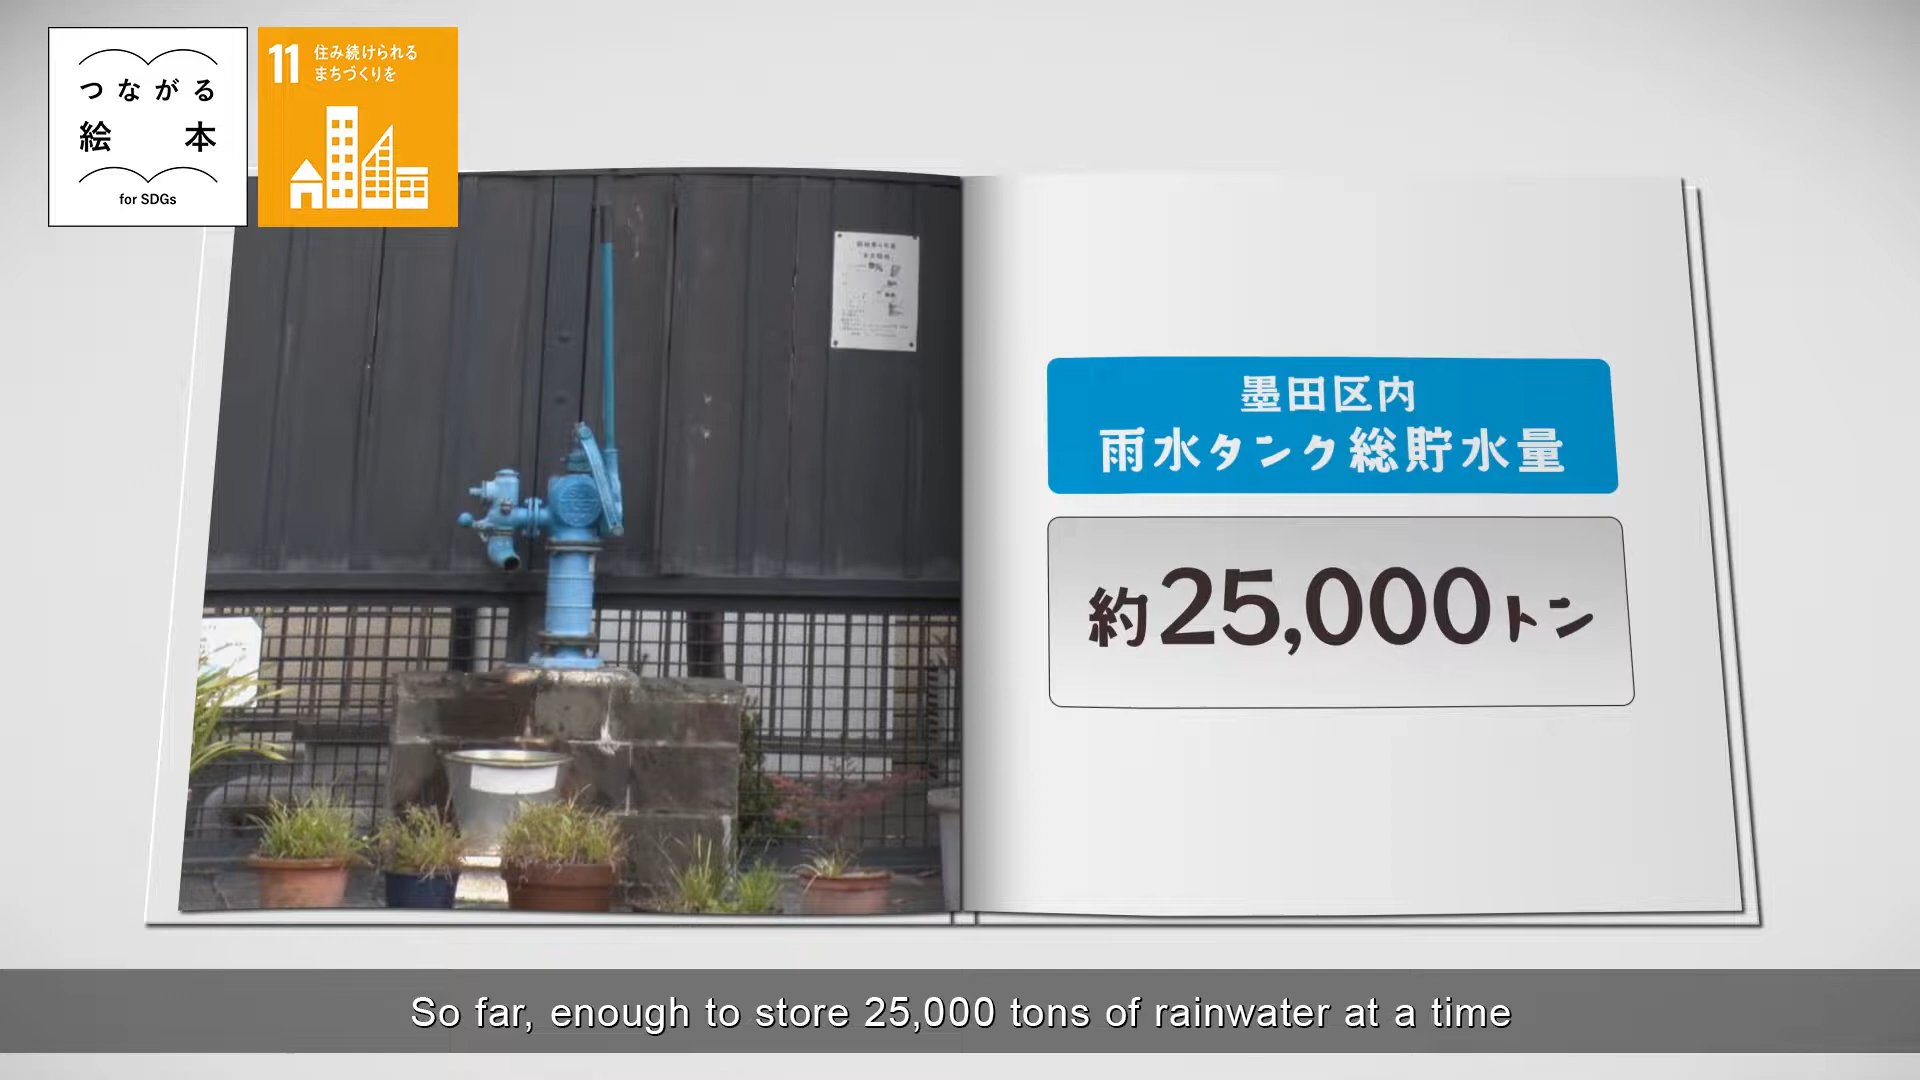 つながる
絵本
for SDGs
11 住み続けられる
まちづくりを
墨田区内
雨水タンク総貯水量
約25,000トン
So far, enough to store 25,000 tons of rainwater at a time